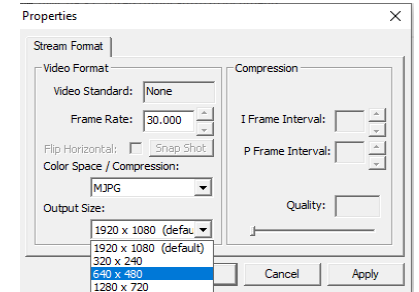 Properties
Stream Format
Video Format
Video Standard: None
Frame Rate: 30.000
Flip Horizontal: Snap Shot
Color Space / Compression:
MJPG
Output Size:
1920 x 1080 (defau
1920 x 1080 (default)
320 x 240
640 x 480
1280 x 720
Compression
I Frame Interval:
P Frame Interval:
Quality:
Cancel Apply